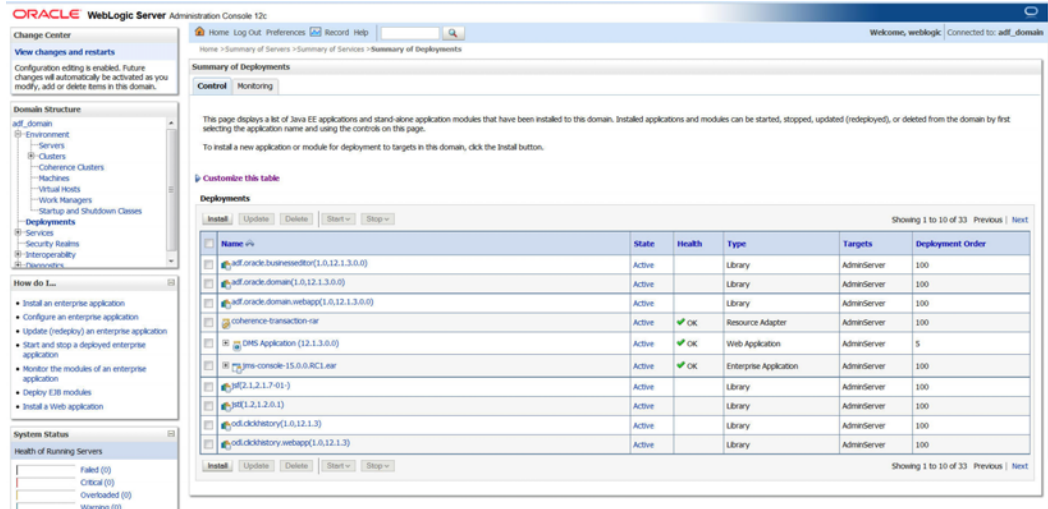 ORACLE WebLogic Server Administration Console 12c
Change Center
View changes and restarts
Configuration editing is enabled. Future
changes will automatically be activated as you
modify, add or delete items in this domain.
Domain Structure
adf_domain
Environment
Servers
Clusters
Coherence Clusters
Machines
Virtual Hosts
Work Managers
Startup and Shutdown Classes
Deployments
Services
Security Realms
Interoperability
Diagnostics
How do I...
Install an enterprise application
Configure an enterprise application
Update (redeploy) an enterprise application
Start and stop a deployed enterprise
application
Monitor the modules of an enterprise
application
Deploy EJB modules
Install a Web application
System Status
Health of Running Servers
Failed (0)
Critical (0)
Overloaded (0)
Warning (0)
Home Log Out Preferences Record Help
Welcome, weblogic Connected to: adf_domain
Home >Summary of Servers >Summary of Services >Summary of Deployments
Summary of Deployments
Control Monitoring
This page displays a list of Java EE applications and stand-alone application modules that have been installed to this domain. Installed applications and modules can be started, stopped, updated (redeployed), or deleted from the domain by first
selecting the application name and using the controls on this page.
To install a new application or module for deployment to targets in this domain, click the Install button.
Customize this table
Deployments
Install Update Delete Start Stop Showing 1 to 10 of 33 Previous | Next
Name State Health Type Targets Deployment Order
adf.oracle.businesseditor(1.0,12.1.3.0.0) Active Library AdminServer 100
adf.oracle.domain(1.0,12.1.3.0.0) Active Library AdminServer 100
adf.oracle.domain.webapp(1.0,12.1.3.0.0) Active Library AdminServer 100
coherence-transaction-rar Active OK Resource Adapter AdminServer 100
DMS Application (12.1.3.0.0) Active OK Web Application AdminServer 5
jms-console-15.0.0.RC1.ear Active OK Enterprise Application AdminServer 100
jsf(2.1,2.1.7-01-) Active Library AdminServer 100
jstl(1.2,1.2.0.1) Active Library AdminServer 100
odl.clickhistory(1.0,12.1.3) Active Library AdminServer 100
odl.clickhistory.webapp(1.0,12.1.3) Active Library AdminServer 100
Install Update Delete Start Stop Showing 1 to 10 of 33 Previous | Next